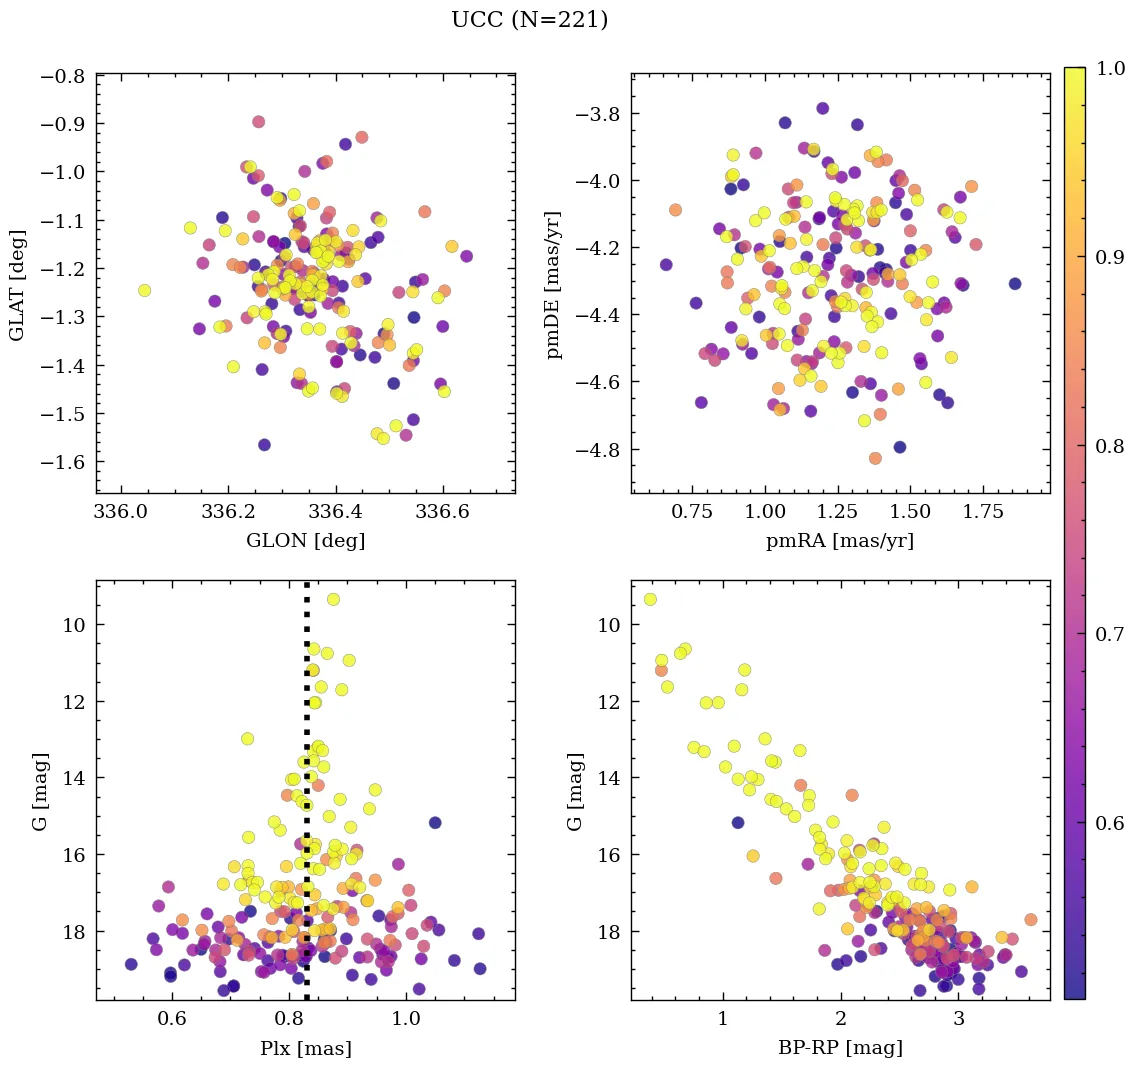 UCC (N=221)
−0.8
−0.9
−1.0
−1.1
−1.2
−1.3
−1.4
−1.5
−1.6
GLAT [deg]
336.0 336.2 336.4 336.6
GLON [deg]
−3.8
−4.0
−4.2
−4.4
−4.6
−4.8
pmDE [mas/yr]
0.75 1.00 1.25 1.50 1.75
pmRA [mas/yr]
1.0
0.9
0.8
0.7
0.6
10
12
14
16
18
G [mag]
0.6 0.8 1.0
Plx [mas]
10
12
14
16
18
G [mag]
1 2 3
BP-RP [mag]